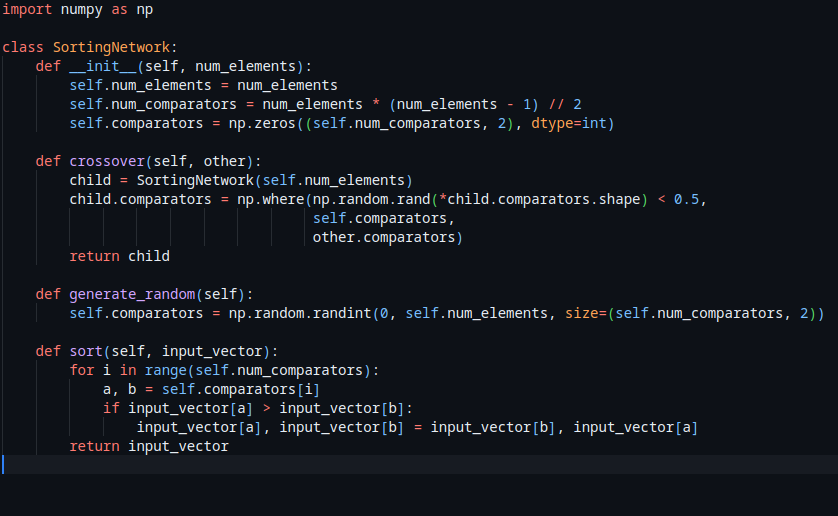 import numpy as np

class SortingNetwork:
    def __init__(self, num_elements):
        self.num_elements = num_elements
        self.num_comparators = num_elements * (num_elements - 1) // 2
        self.comparators = np.zeros((self.num_comparators, 2), dtype=int)

    def crossover(self, other):
        child = SortingNetwork(self.num_elements)
        child.comparators = np.where(np.random.rand(*child.comparators.shape) < 0.5,
                                     self.comparators,
                                     other.comparators)
        return child

    def generate_random(self):
        self.comparators = np.random.randint(0, self.num_elements, size=(self.num_comparators, 2))

    def sort(self, input_vector):
        for i in range(self.num_comparators):
            a, b = self.comparators[i]
            if input_vector[a] > input_vector[b]:
                input_vector[a], input_vector[b] = input_vector[b], input_vector[a]
        return input_vector